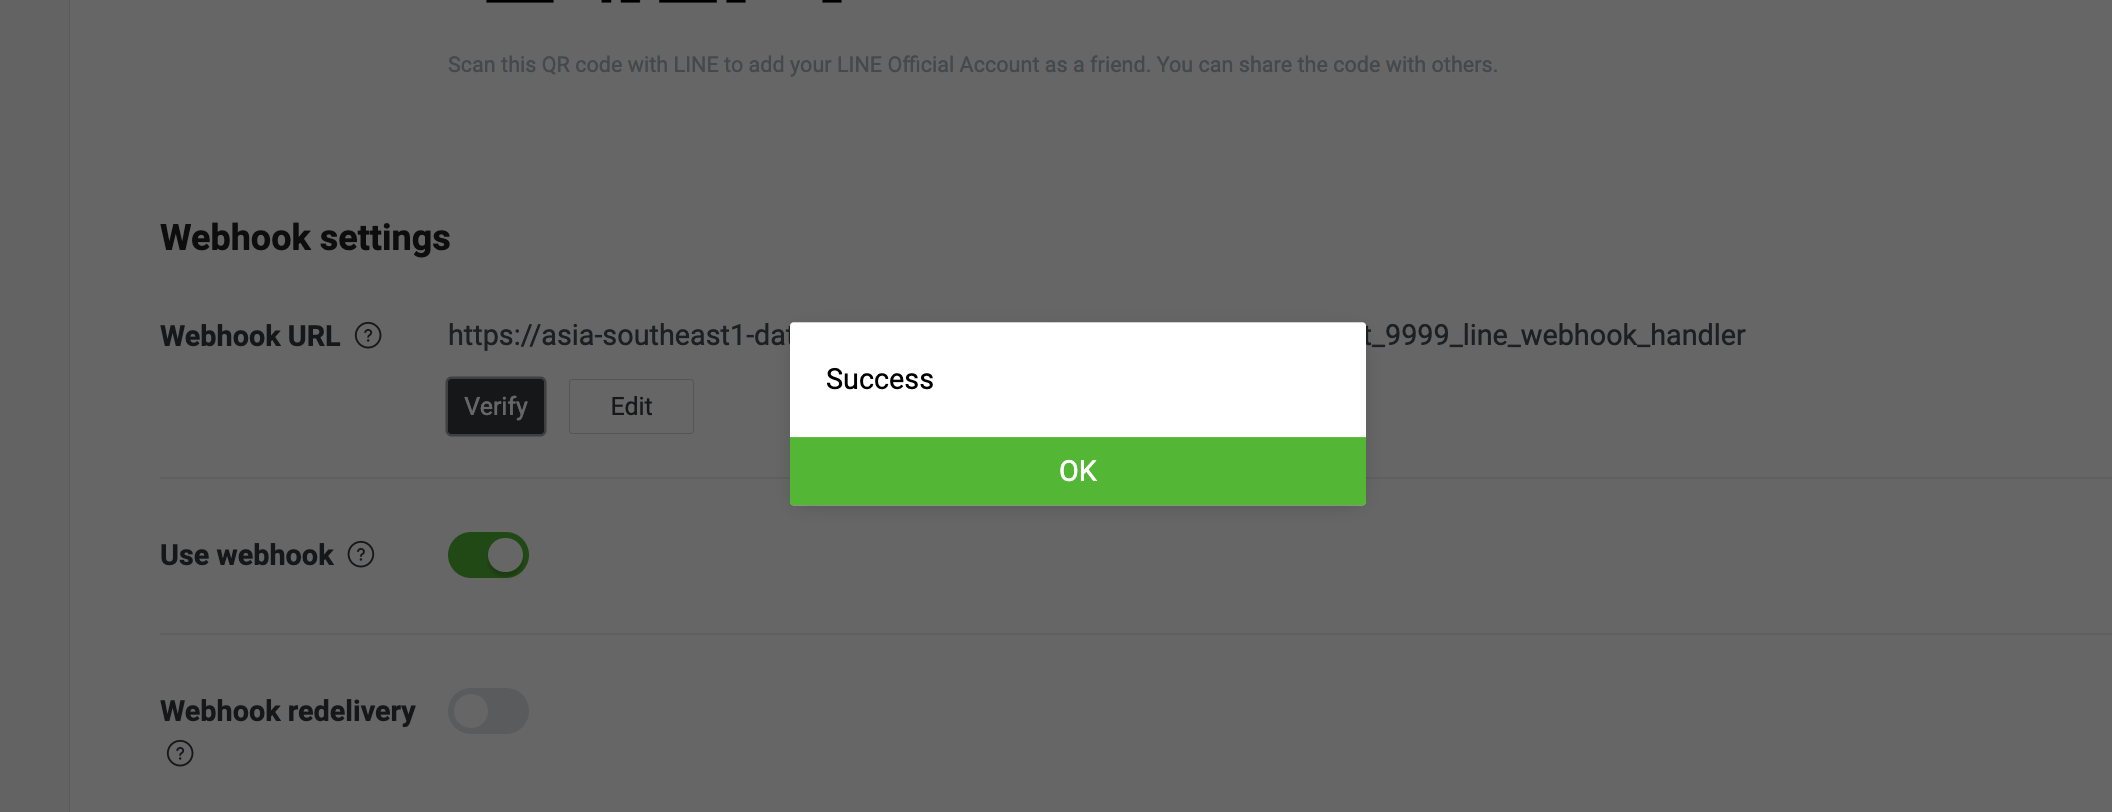 Scan this QR code with LINE to add your LINE Official Account as a friend. You can share the code with others.
Webhook settings
Webhook URL ?
https://asia-southeast1-dat
t_9999_line_webhook_handler
Success
Verify
Edit
OK
Use webhook ?
Webhook redelivery
?